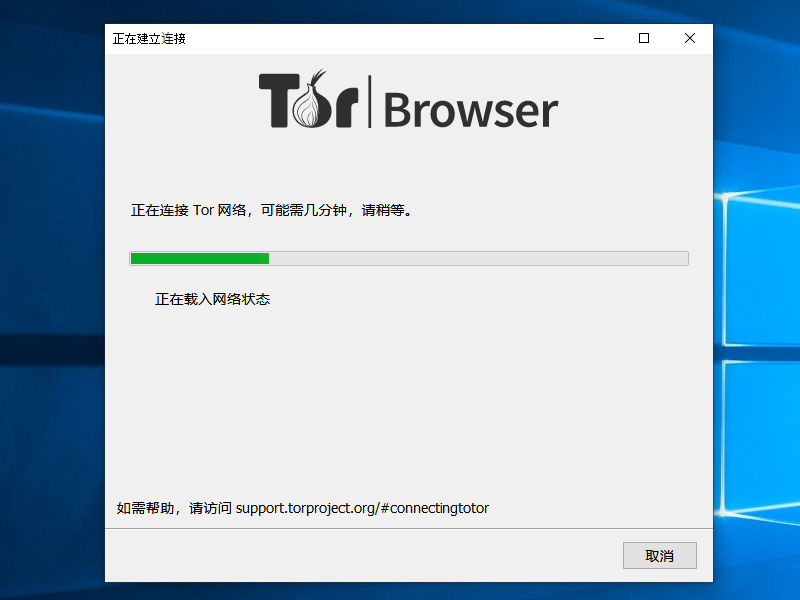 正在建立连接
Tor Browser
正在连接 Tor 网络，可能需几分钟，请稍等。
正在载入网络状态
如需帮助，请访问 support.torproject.org/#connectingtotor
取消